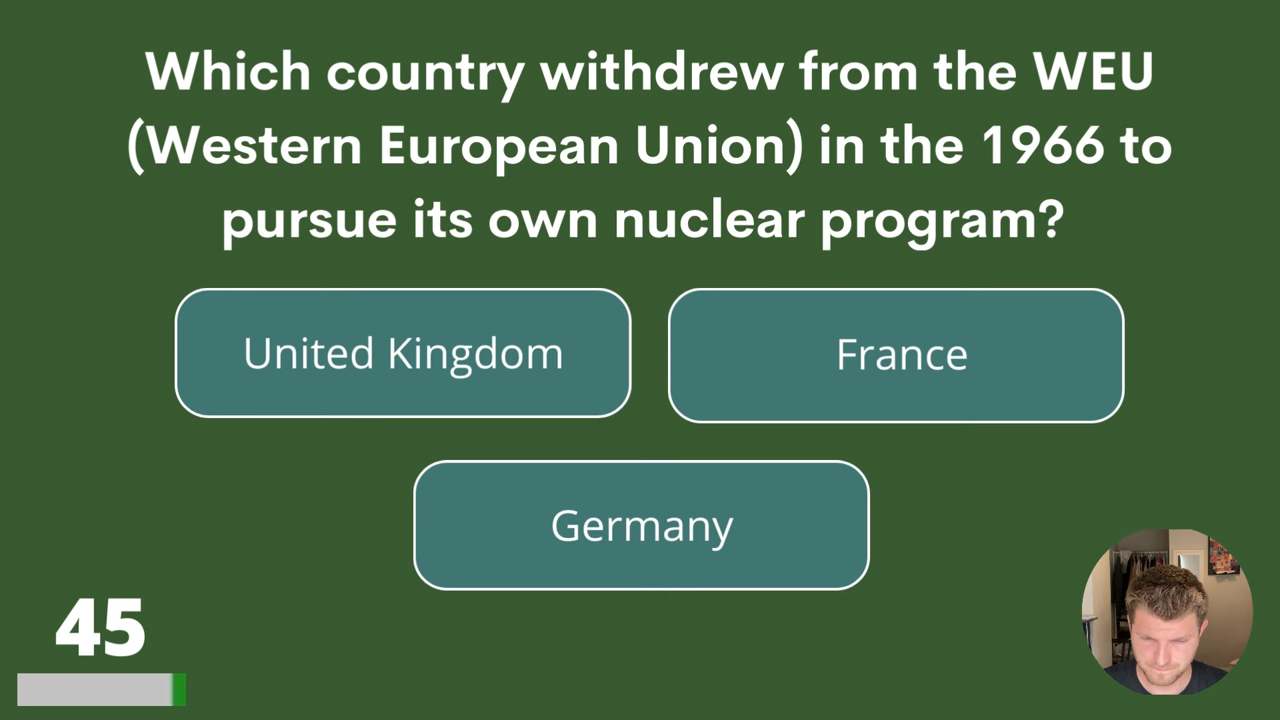 Which country withdrew from the WEU
(Western European Union) in the 1966 to
pursue its own nuclear program?
United Kingdom
France
Germany
45